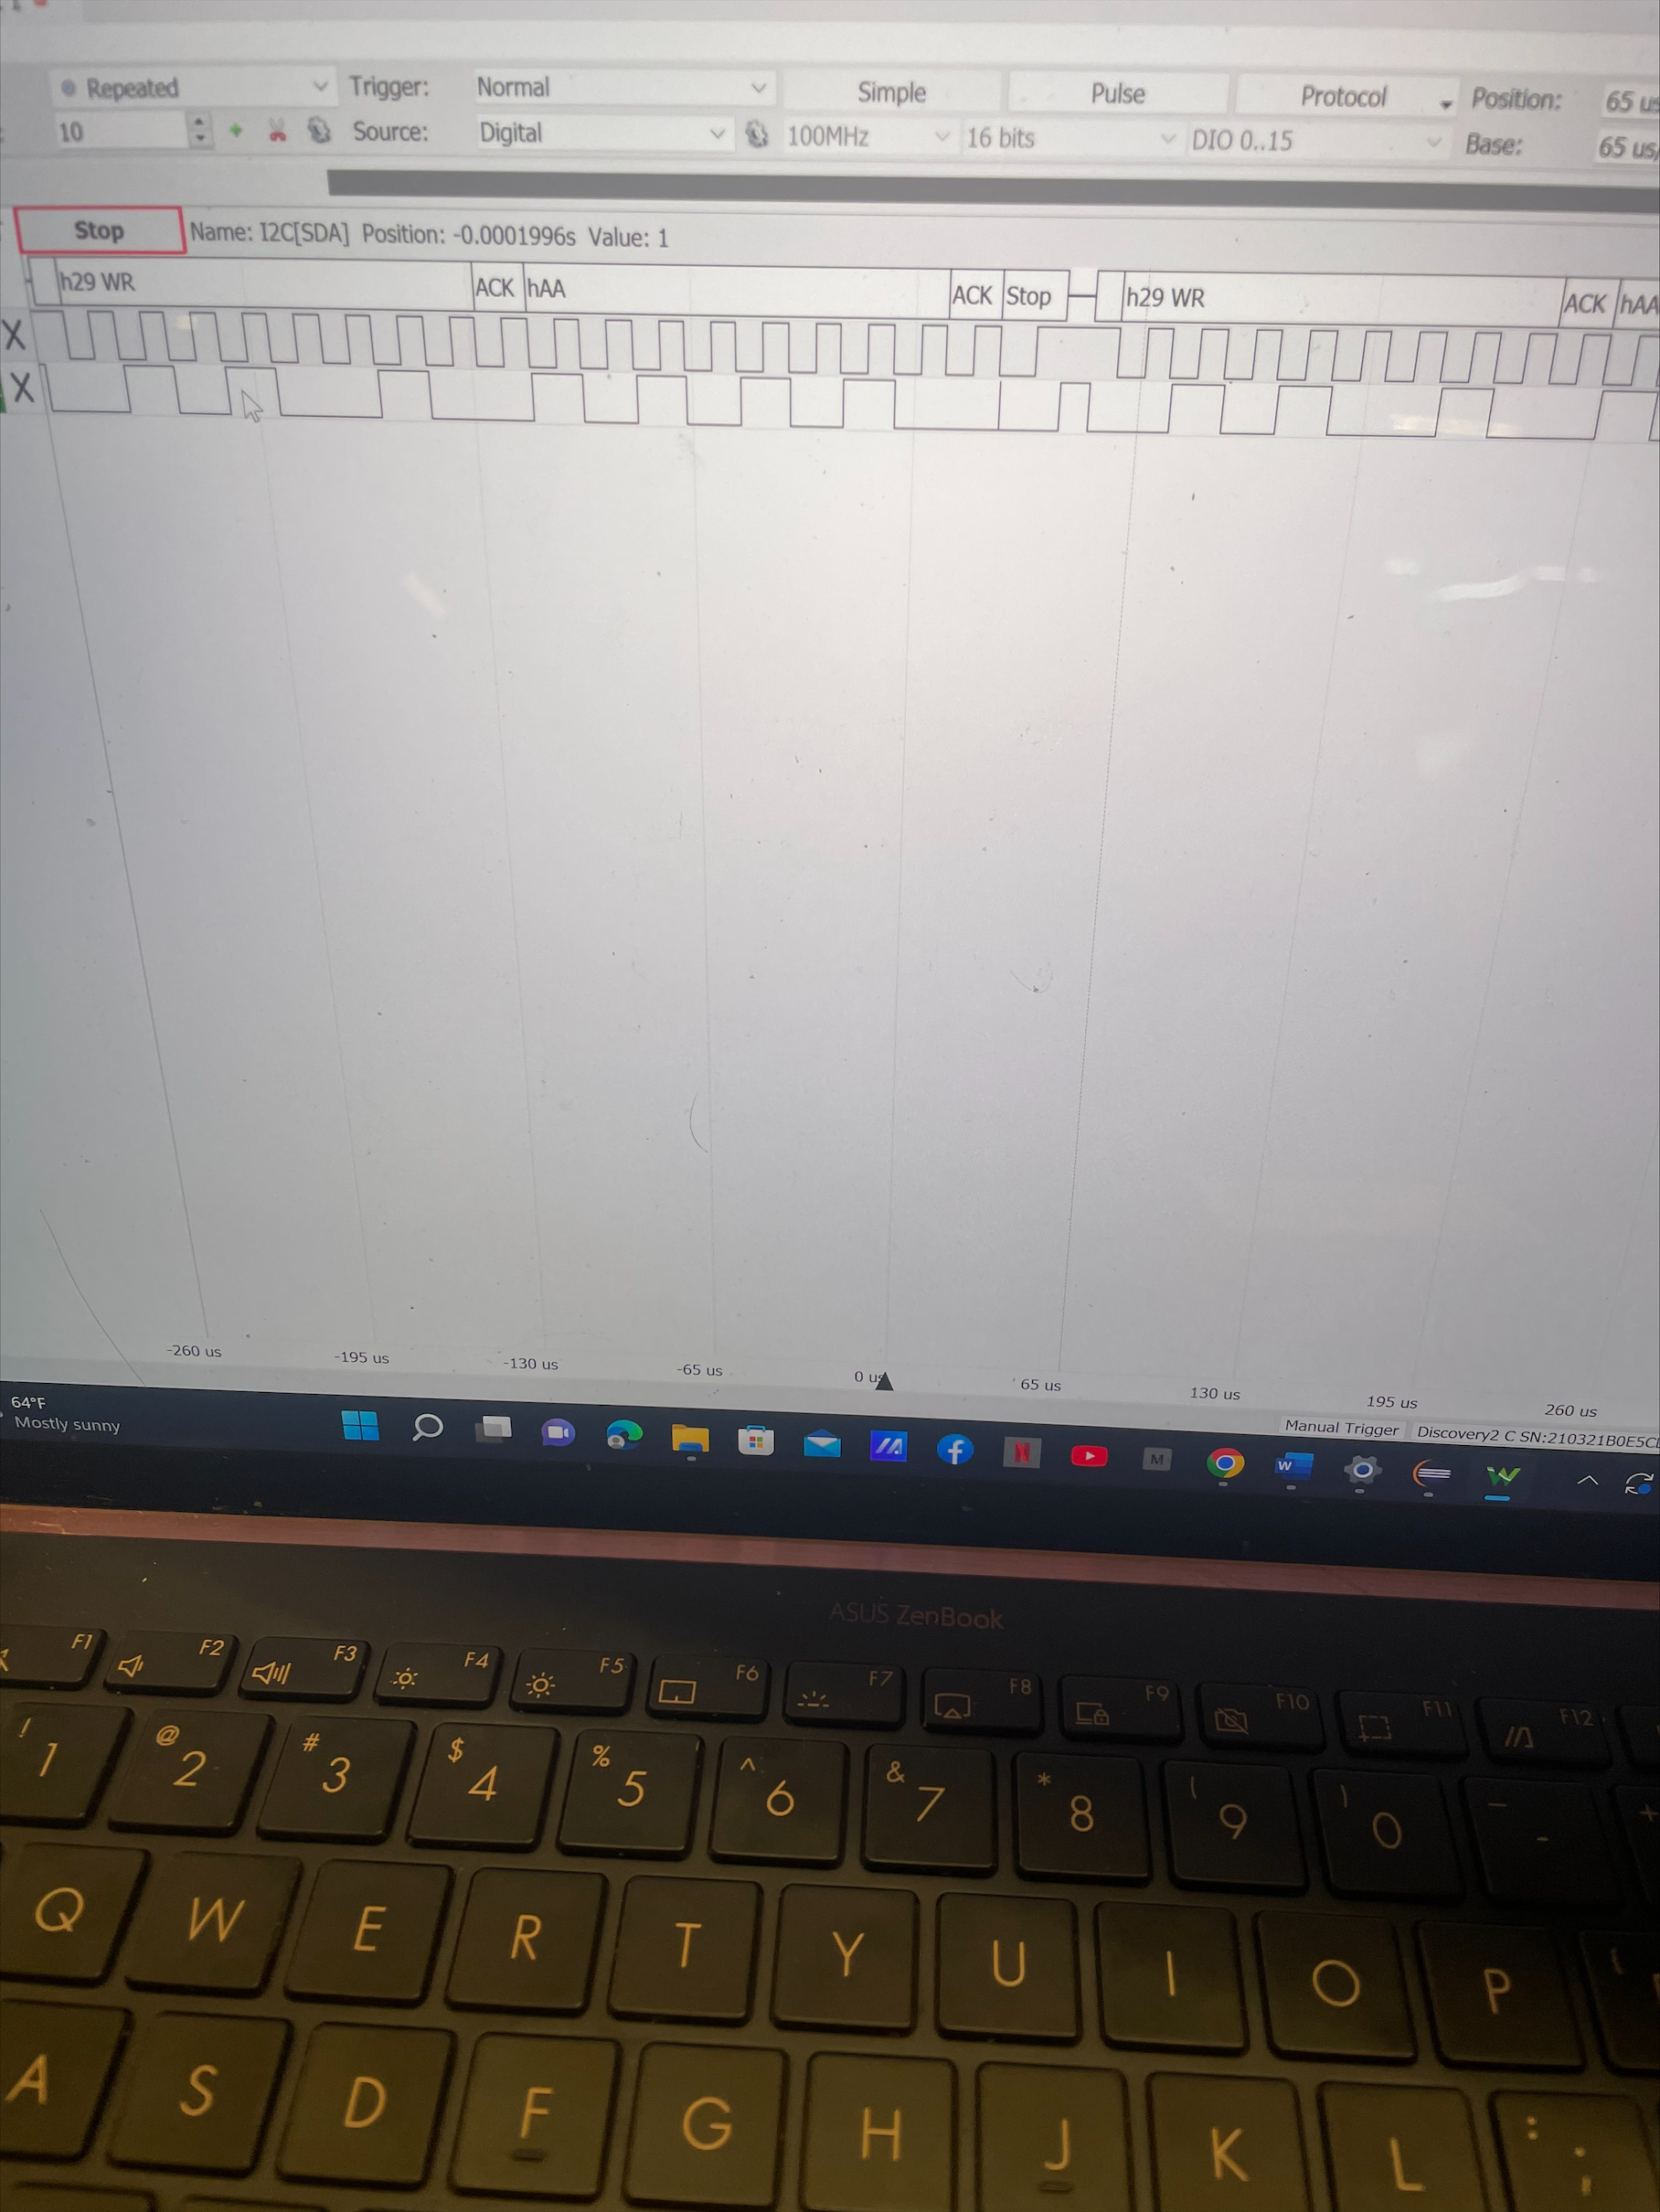 Repeated Trigger: Normal Simple Pulse Protocol Position: 65 us
10 Source: Digital 100MHz 16 bits DIO 0..15 Base: 65 us/
Stop Name: I2C[SDA] Position: -0.0001996s Value: 1
h29 WR ACK hAA ACK Stop h29 WR ACK hAA
X
X
-260 us -195 us -130 us -65 us 0 us 65 us 130 us 195 us 260 us
Manual Trigger Discovery2 C SN:210321B0E5C
64°F
Mostly sunny
M W
ASUS ZenBook
F1 F2 F3 F4 F5 F6 F7 F8 F9 F10 F11 F12
! @ # $ % ^ & * ( ) _ +
1 2 3 4 5 6 7 8 9 0 -
Q W E R T Y U I O P {
A S D F G H J K L : ;